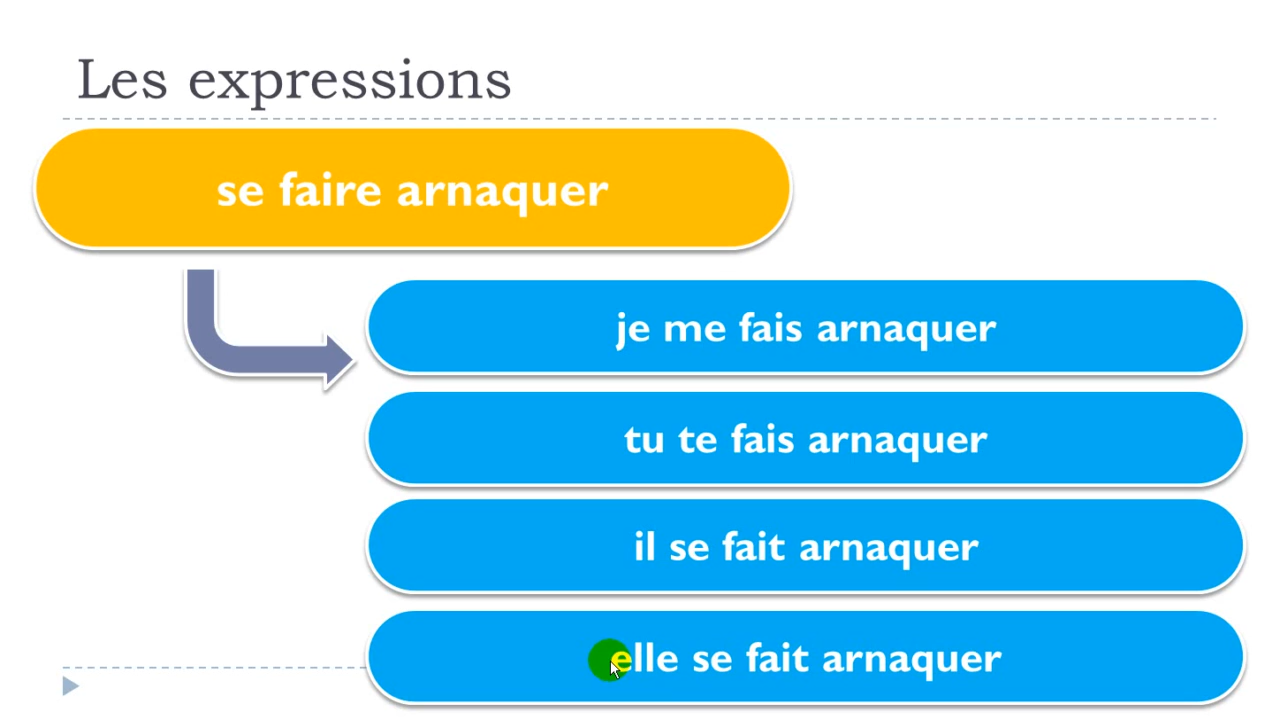 Les expressions
se faire arnaquer
je me fais arnaquer
tu te fais arnaquer
il se fait arnaquer
elle se fait arnaquer